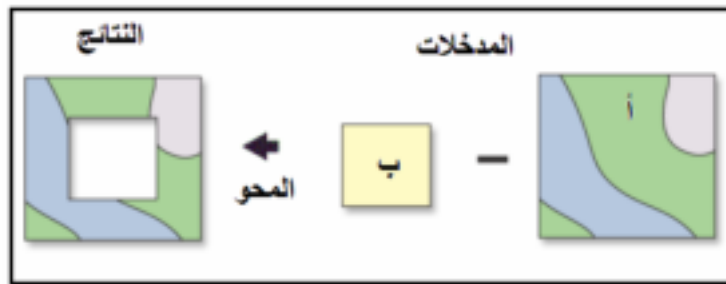 المدخلات
النتائج
أ
ب
المحو